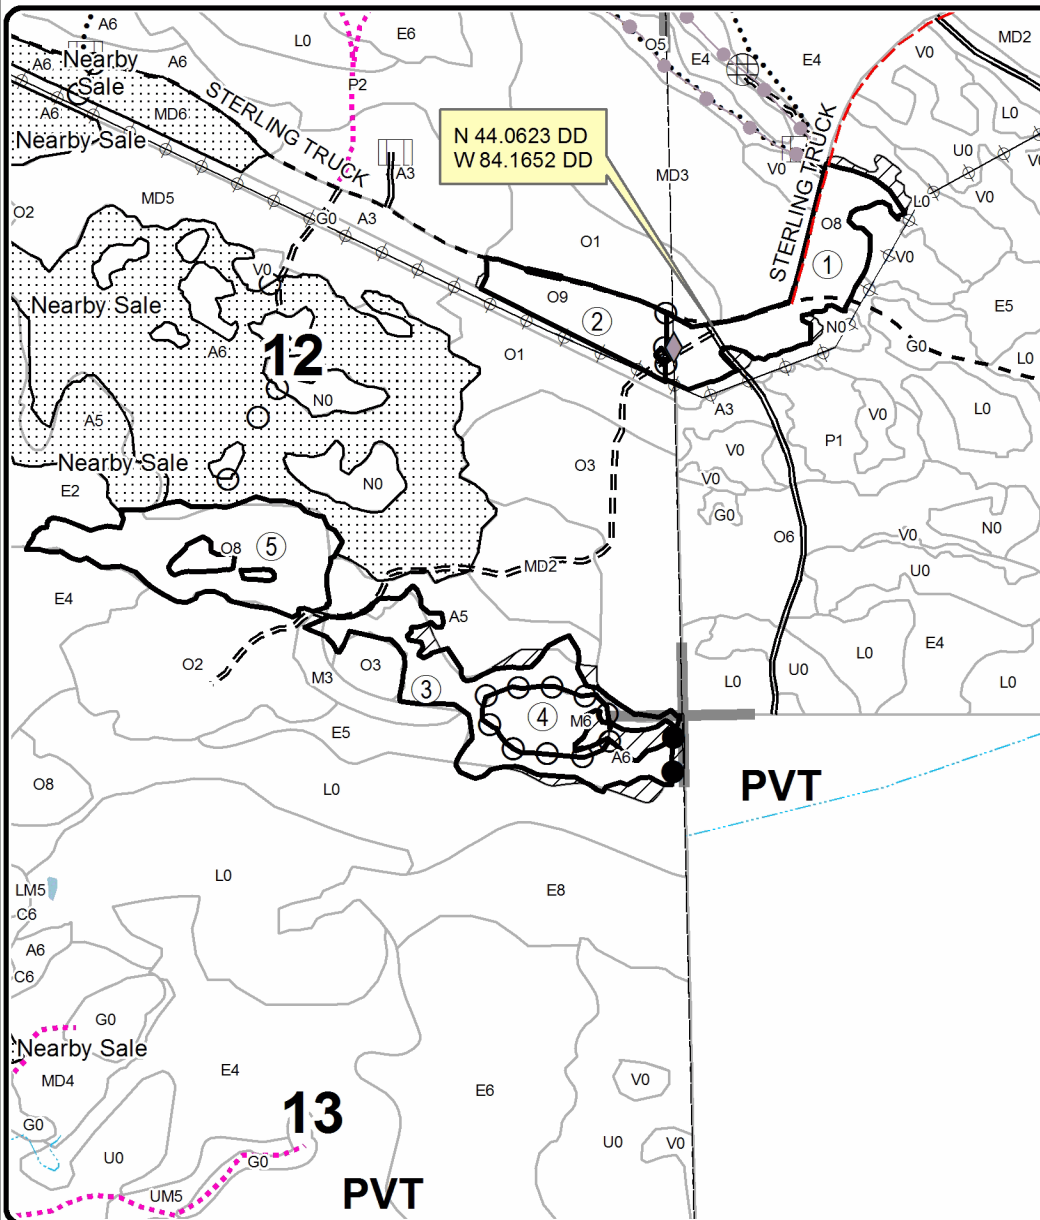 A6
L0
E6
O5
E4
E4
V0
MD2
Nearby
Sale
A6
A6
P2
A6
MD6
STERLING TRUCK
N 44.0623 DD
W 84.1652 DD
L0
Nearby Sale
A3
MD3
V0
STERLING TRUCK
U0
V0
V0
MD5
O2
G0
A3
L0
O8
O1
V0
1
V0
O9
Nearby Sale
2
E5
N0
A6
12
O1
G0
L0
N0
A3
V0
L0
A5
P1
V0
Nearby Sale
O3
V0
E2
N0
G0
V0
N0
O6
O8
5
MD2
U0
E4
A5
E4
O2
O3
M3
3
L0
U0
L0
L0
4
M6
E5
A6
O8
L0
PVT
L0
LM5
E8
C6
A6
C6
G0
Nearby Sale
MD4
E4
V0
E6
13
G0
U0
G0
U0
V0
UM5
PVT